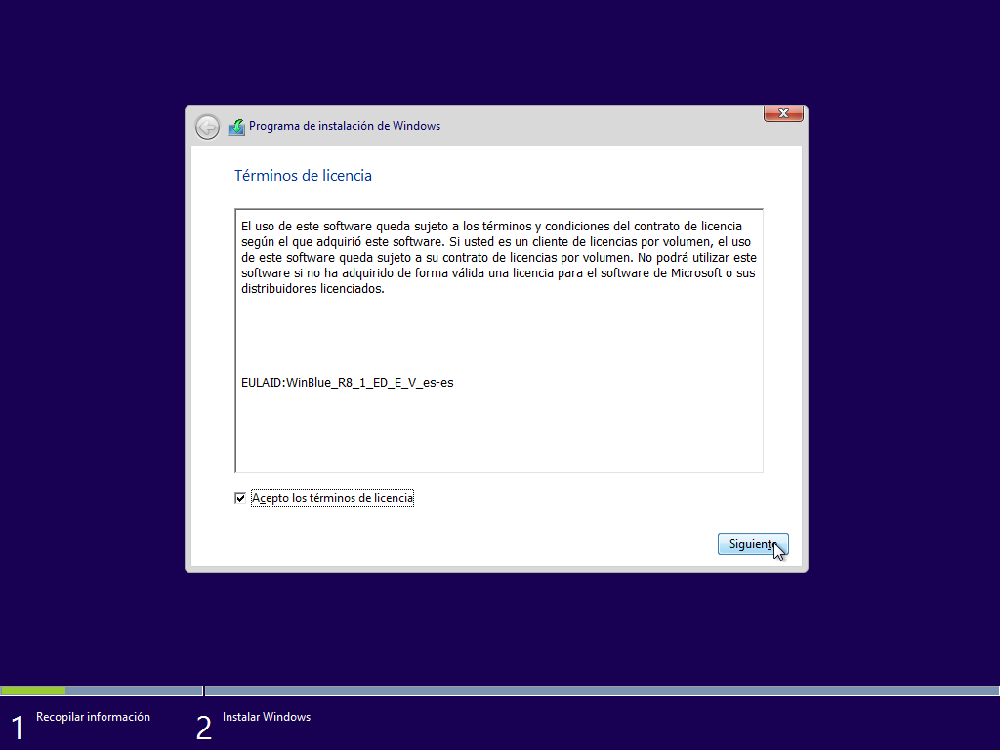 Programa de instalación de Windows
Términos de licencia
El uso de este software queda sujeto a los términos y condiciones del contrato de licencia
según el que adquirió este software. Si usted es un cliente de licencias por volumen, el uso
de este software queda sujeto a su contrato de licencias por volumen. No podrá utilizar este
software si no ha adquirido de forma válida una licencia para el software de Microsoft o sus
distribuidores licenciados.
EULAID:WinBlue_R8_1_ED_E_V_es-es
Acepto los términos de licencia
Siguiente
1 Recopilar información
2 Instalar Windows